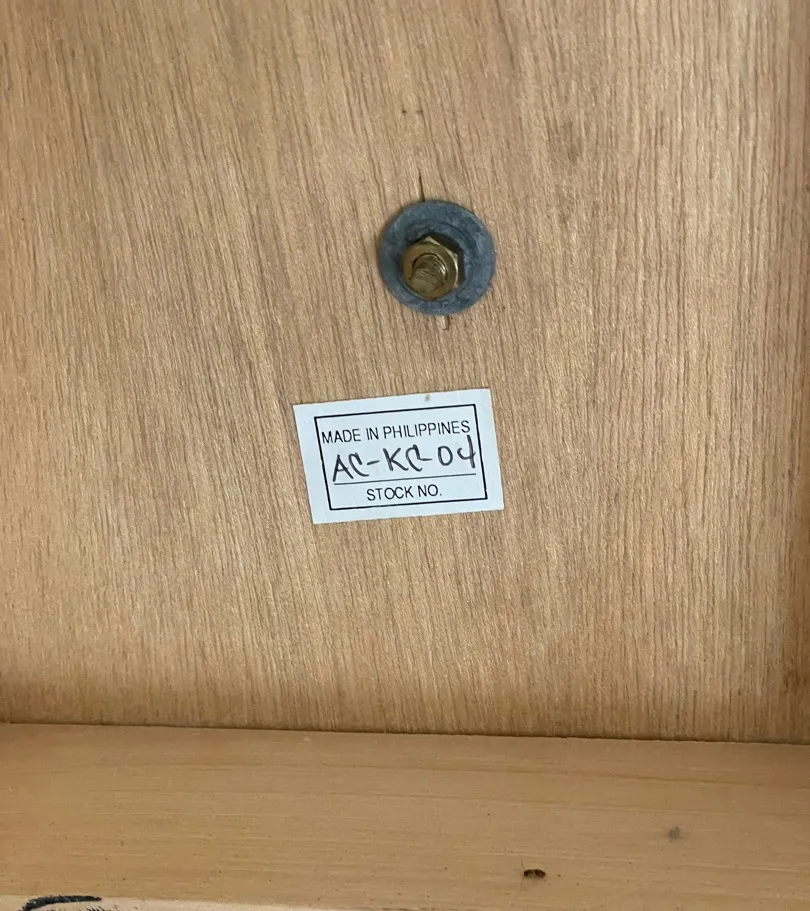 MADE IN PHILIPPINES
AC-KC-04
STOCK NO.